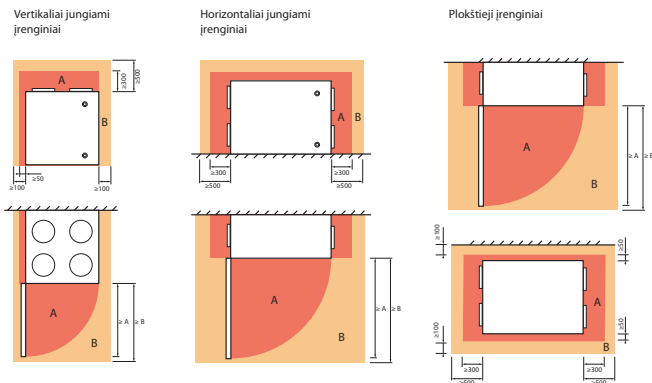 Vertikaliai jungiami
įrenginiai
Horizontaliai jungiami
įrenginiai
Plokštieji įrenginiai
A
B
≥300
≥500
≥50
≥100
≥100
A
B
≥ A
≥ B
A
B
≥300
≥500
≥300
≥500
A
B
≥ A
≥ B
A
B
≥ A
≥ B
≥100
≥50
A
≥100
≥50
B
≥300
≥500
≥300
≥500